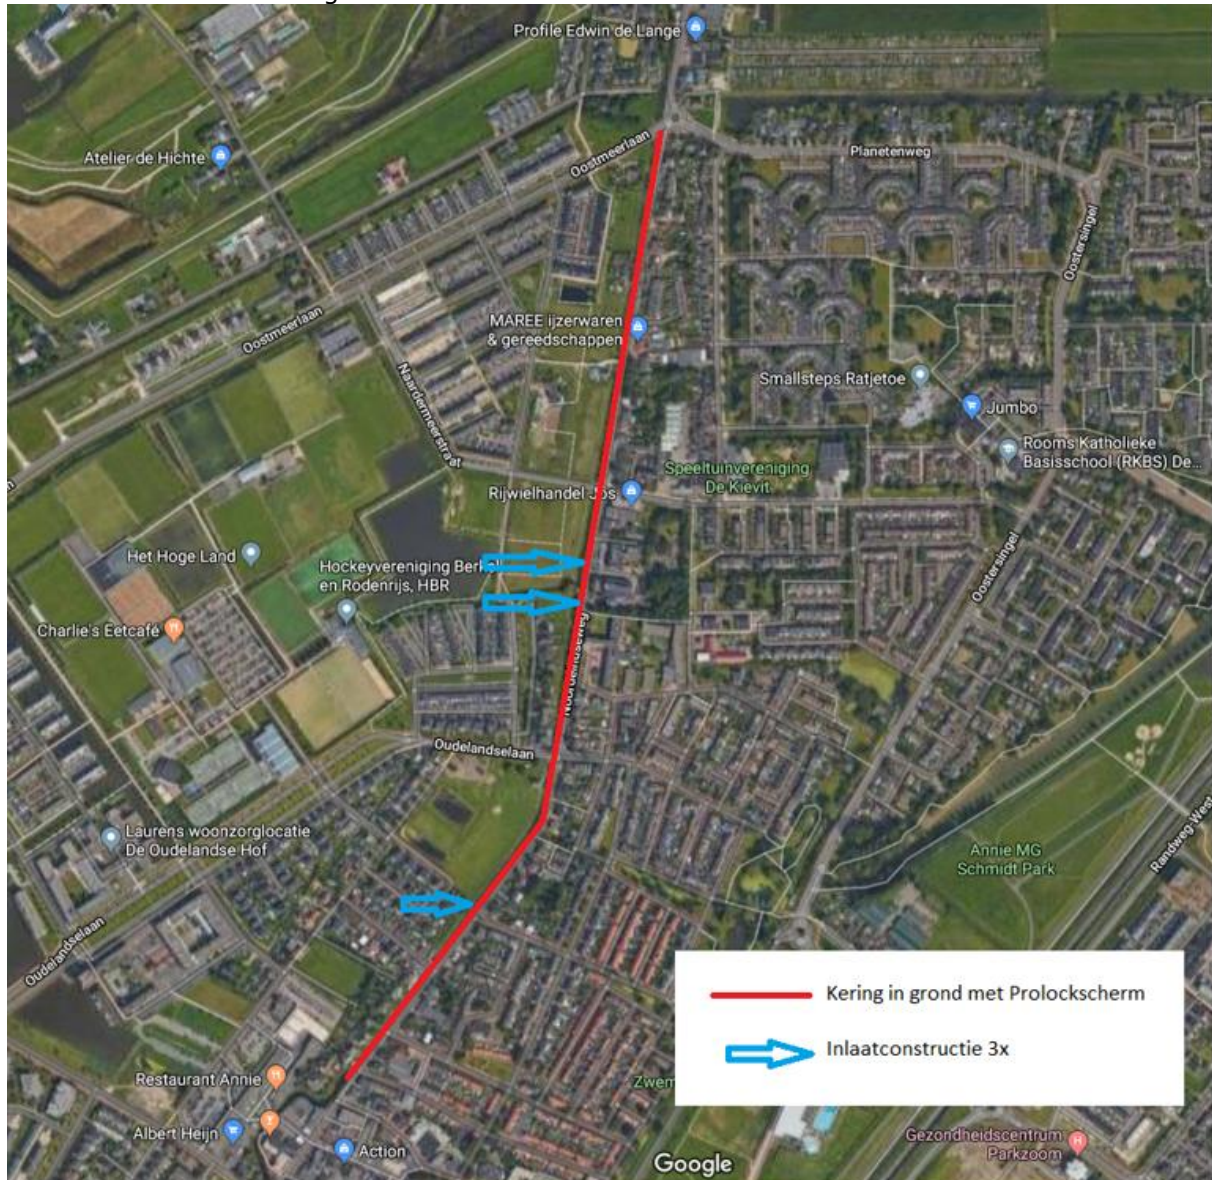 Profile Edwin de Lange
Oostmeerlaan
Planetenweg
Atelier de Hichte
Oostersingel
Oostmeerlaan
MAREE ijzerwaren
& gereedschappen
Naardermeerstraat
Smallsteps Ratjetoe
Jumbo
Rooms Katholieke
Basisschool (RKBS) De...
Speeltuinvereniging
De Kievit
Rijwielhandel Jos
Het Hoge Land
Hockeyvereniging Berkel
en Rodenrijs, HBR
Oostersingel
Charlie's Eetcafé
Noordeindseweg
Oudelandselaan
Laurens woonzorglocatie
De Oudelandse Hof
Annie MG
Schmidt Park
Randweg-West
Oudelandselaan
Kering in grond met Prolockscherm
Inlaatconstructie 3x
Restaurant Annie
Zwem
Albert Heijn
Action
Google
Gezondheidscentrum
Parkzoom